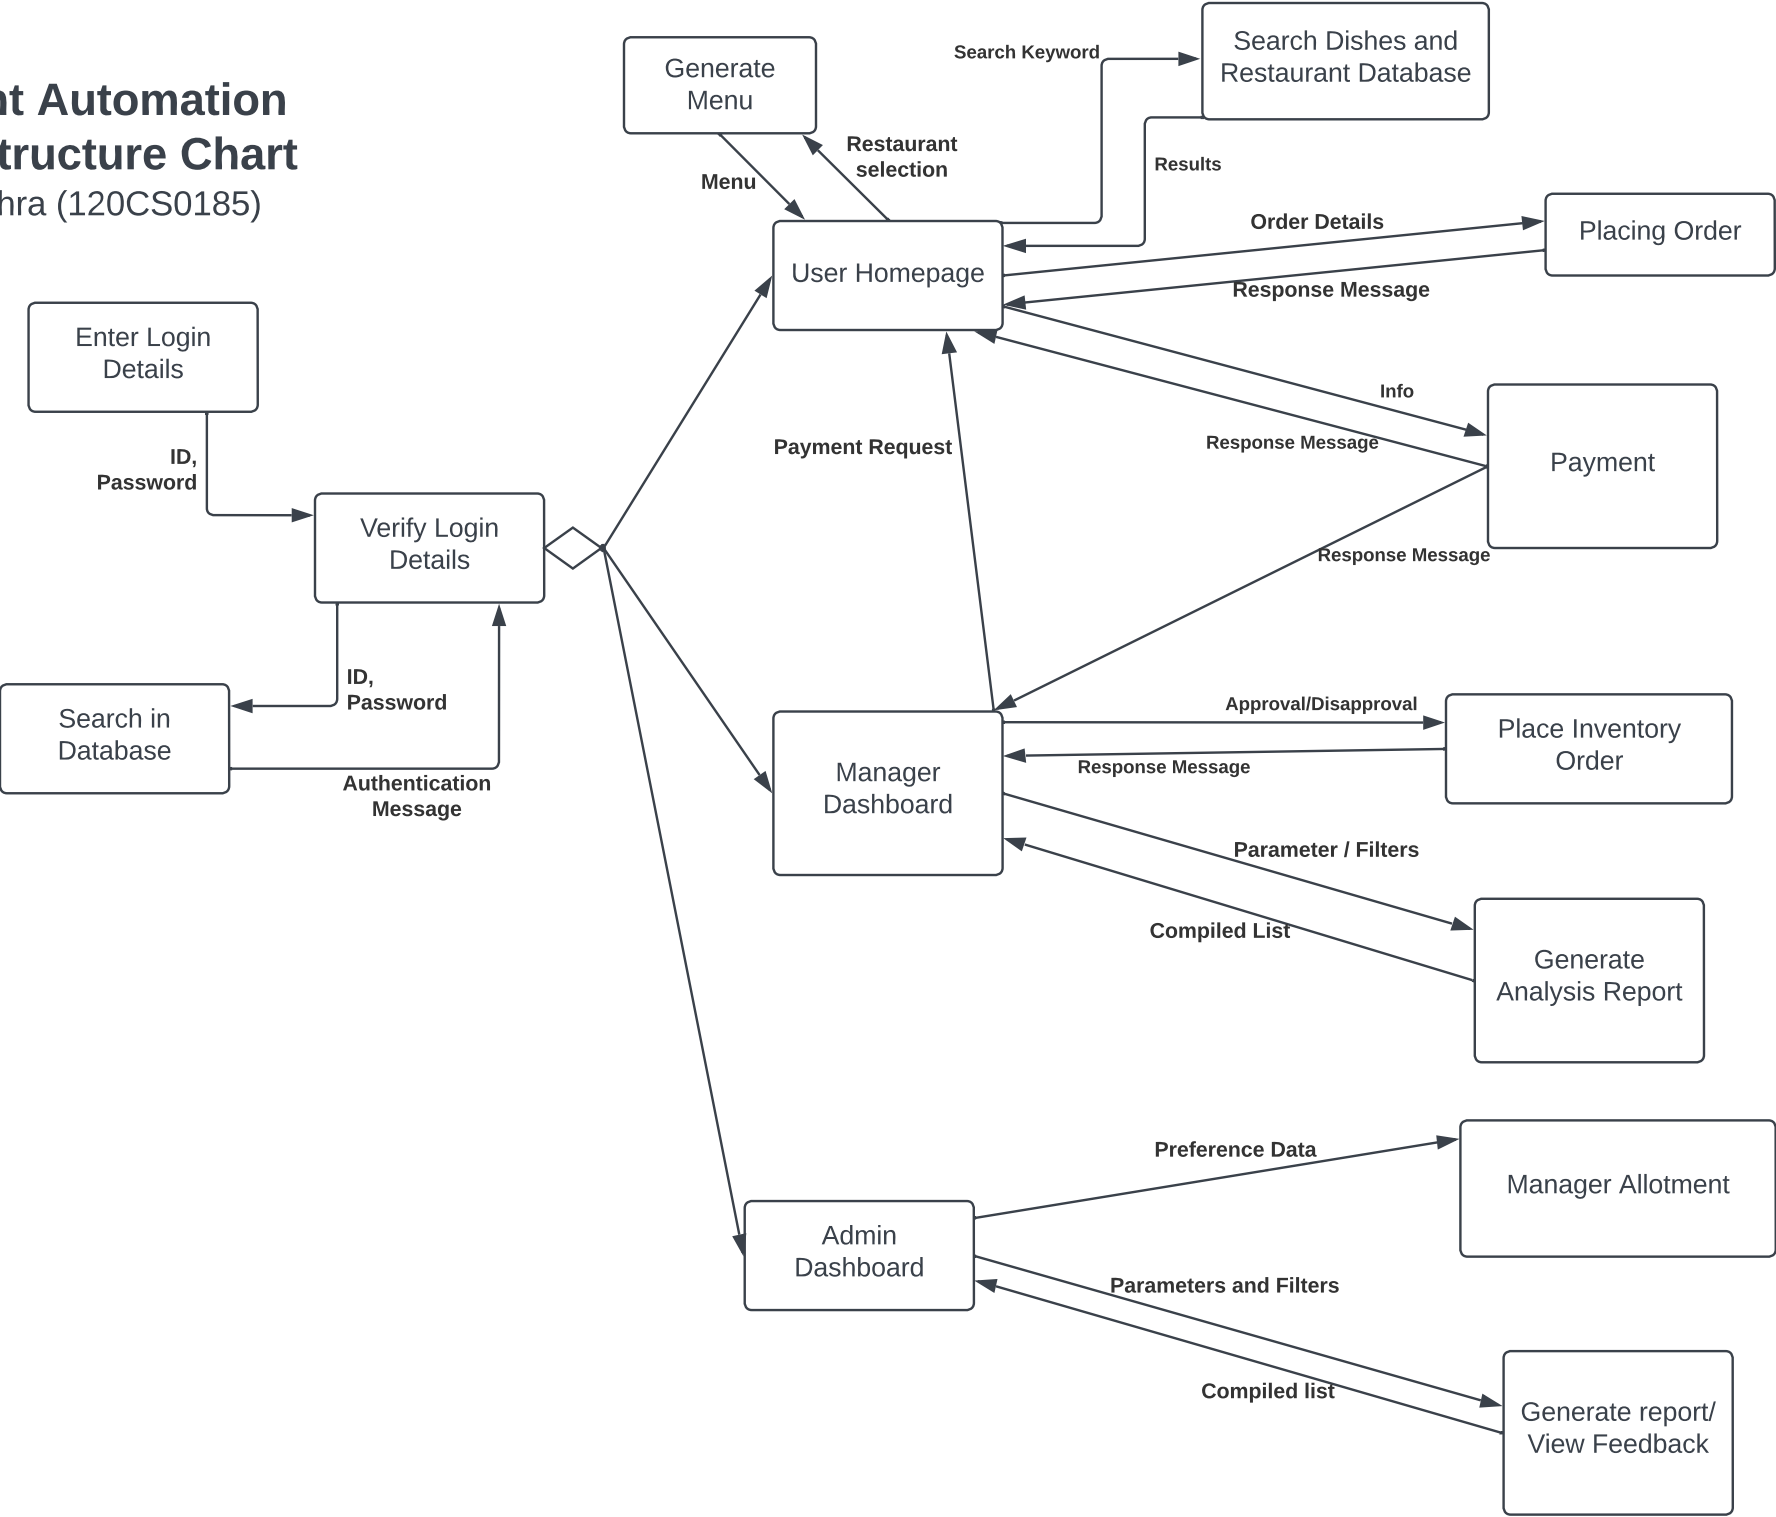 nt Automation
tructure Chart
hra (120CS0185)
Generate
Menu
Search Keyword
Search Dishes and
Restaurant Database
Restaurant
selection
Menu
Results
User Homepage
Order Details
Placing Order
Response Message
Enter Login
Details
ID,
Password
Info
Payment Request
Response Message
Payment
Verify Login
Details
Response Message
ID,
Password
Search in
Database
Authentication
Message
Approval/Disapproval
Place Inventory
Order
Response Message
Manager
Dashboard
Parameter / Filters
Compiled List
Generate
Analysis Report
Preference Data
Manager Allotment
Admin
Dashboard
Parameters and Filters
Compiled list
Generate report/
View Feedback